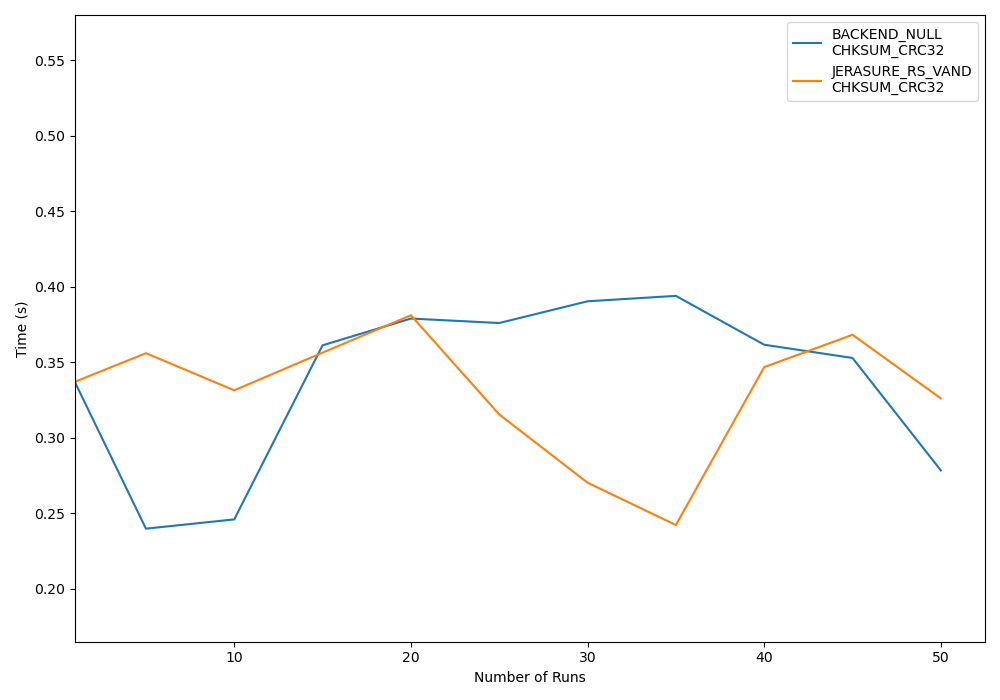 BACKEND_NULL
CHKSUM_CRC32
JERASURE_RS_VAND
CHKSUM_CRC32
0.55
0.50
0.45
0.40
0.35
0.30
0.25
0.20
Time (s)
10 20 30 40 50
Number of Runs